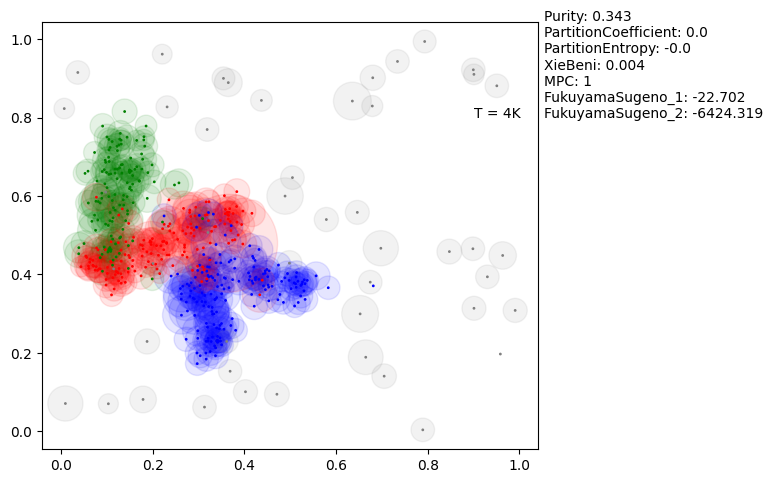 Purity: 0.343
PartitionCoefficient: 0.0
PartitionEntropy: -0.0
XieBeni: 0.004
MPC: 1
FukuyamaSugeno_1: -22.702
FukuyamaSugeno_2: -6424.319
T = 4K
1.0
0.8
0.6
0.4
0.2
0.0
0.0 0.2 0.4 0.6 0.8 1.0